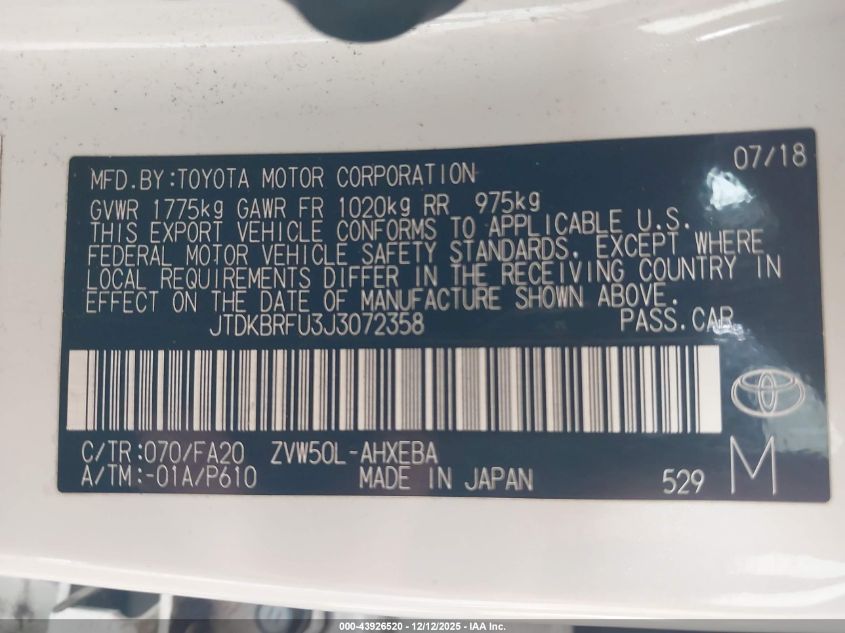 07/18
MFD.BY:TOYOTA MOTOR CORPORATION
GVWR 1775kg GAWR FR 1020kg RR 975kg
THIS EXPORT VEHICLE CONFORMS TO APPLICABLE U.S.
FEDERAL MOTOR VEHICLE SAFETY STANDARDS. EXCEPT WHERE
LOCAL REQUIREMENTS DIFFER IN THE RECEIVING COUNTRY IN
EFFECT ON THE DATE OF MANUFACTURE SHOWN ABOVE.
JTDKBRFU3J3072358 PASS.CAR
C/TR:070/FA20 ZVW50L-AHXEBA
A/TM:-01A/P610 MADE IN JAPAN 529 M
000-43926520 - 12/12/2025 - IAA Inc.